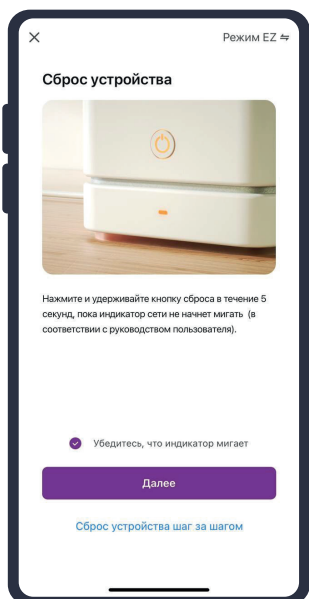 Режим EZ ⇋
Сброс устройства
Нажмите и удерживайте кнопку сброса в течение 5
секунд, пока индикатор сети не начнет мигать  (в
соответствии с руководством пользователя).
Убедитесь, что индикатор мигает
Далее
Сброс устройства шаг за шагом